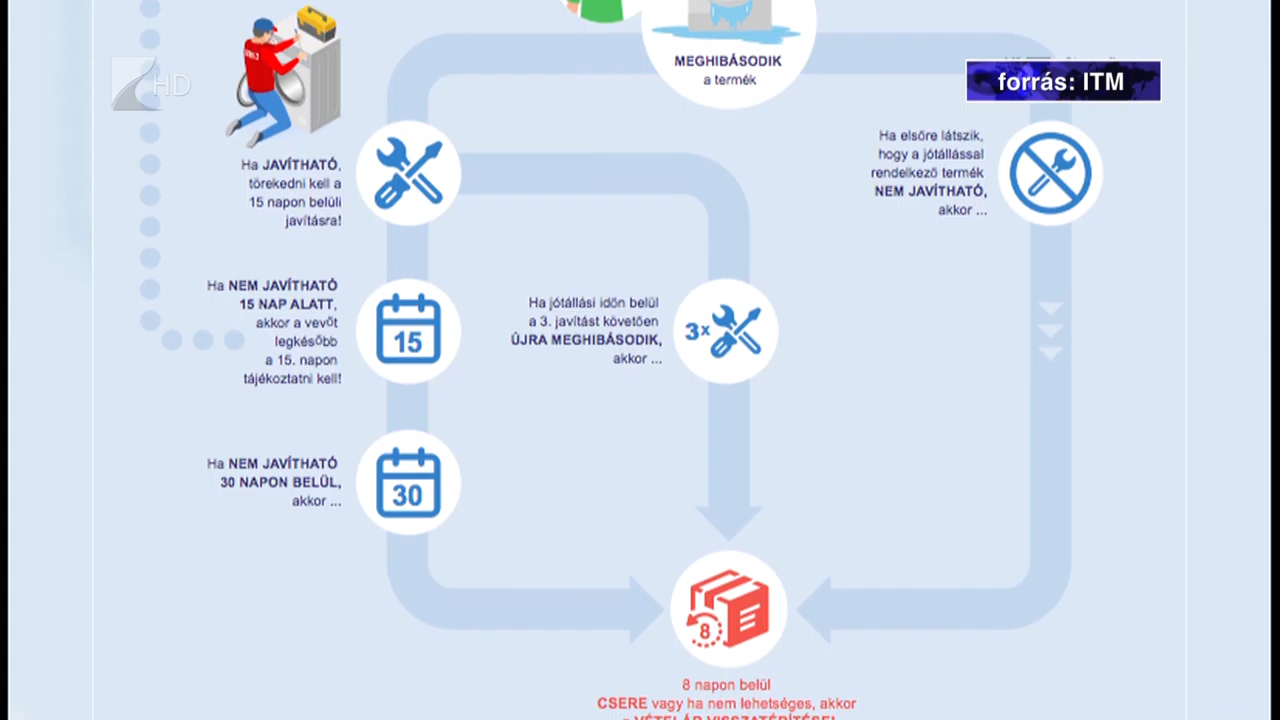 MEGHIBÁSODIK
a termék
HD
forrás: ITM
Ha JAVÍTHATÓ,
törekedni kell a
15 napon belüli
javításra!
Ha elsőre látszik,
hogy a jótállással
rendelkező termék
NEM JAVÍTHATÓ,
akkor ...
Ha NEM JAVÍTHATÓ
15 NAP ALATT,
akkor a vevőt
legkésőbb
a 15. napon
tájékoztatni kell!
15
Ha jótállási időn belül
a 3. javítást követően
ÚJRA MEGHIBÁSODIK,
akkor ...
3x
Ha NEM JAVÍTHATÓ
30 NAPON BELÜL,
akkor ...
30
8
8 napon belül
CSERE vagy ha nem lehetséges, akkor
a VÉTELÁR VISSZATÉRÍTÉSE!